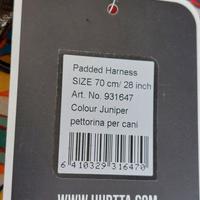 Padded Harness
SIZE 70 cm/ 28 inch
Art. No. 931647
Colour Juniper
pettorina per cani
6 410329 316470
WWW.HURTTA.COM